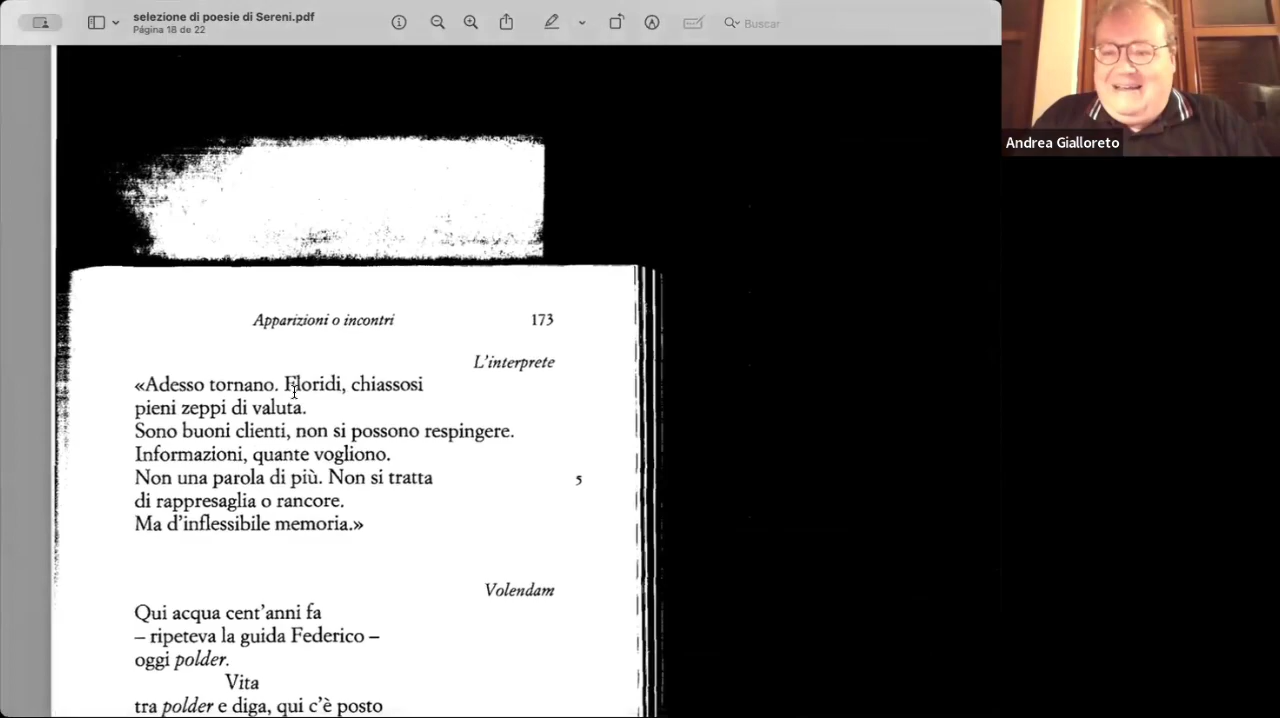 selezione di poesie di Sereni.pdf
Página 18 de 22
Buscar
Andrea Gialloreto
Apparizioni o incontri 173
L'interprete
«Adesso tornano. Floridi, chiassosi
pieni zeppi di valuta.
Sono buoni clienti, non si possono respingere.
Informazioni, quante vogliono.
Non una parola di più. Non si tratta 5
di rappresaglia o rancore.
Ma d'inflessibile memoria.»
Volendam
Qui acqua cent'anni fa
– ripeteva la guida Federico –
oggi polder.
Vita
tra polder e diga, qui c'è posto